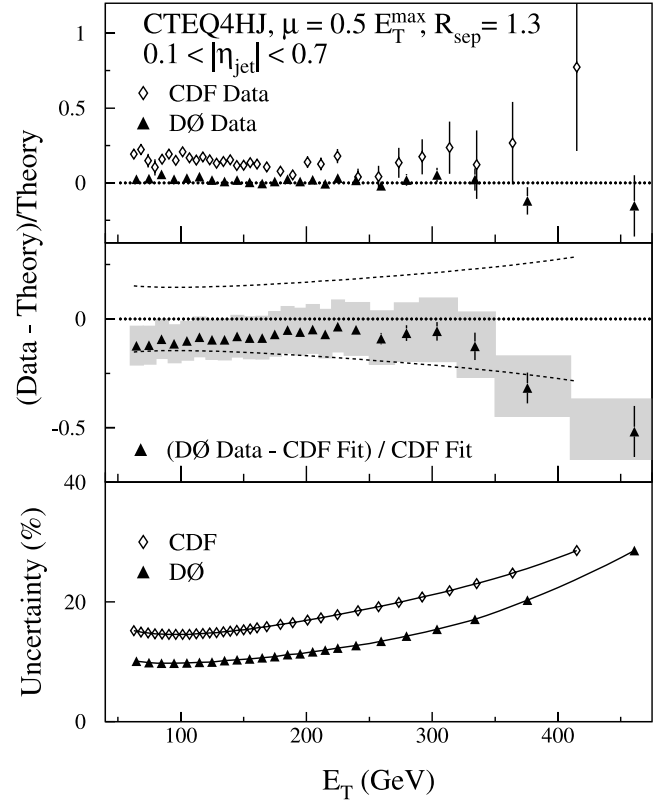 CTEQ4HJ, μ = 0.5 E_T^max, R_sep = 1.3
0.1 < |η_jet| < 0.7
1
◇ CDF Data
0.5
▲ DØ Data
0
(Data - Theory)/Theory
0
-0.5
▲ (DØ Data - CDF Fit) / CDF Fit
40
◇ CDF
▲ DØ
20
Uncertainty (%)
0
100 200 300 400
E_T (GeV)